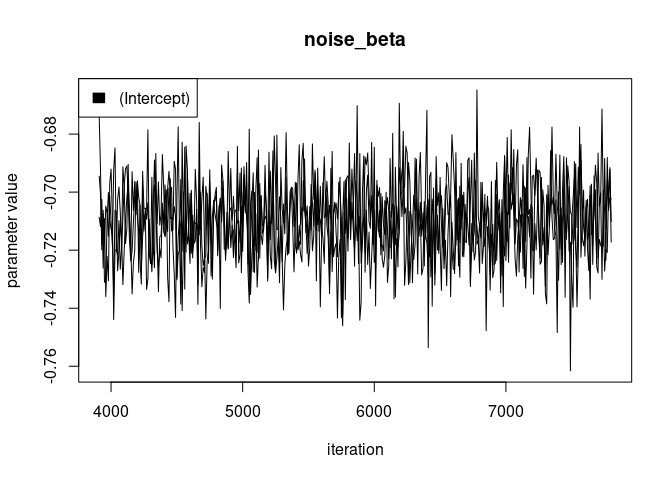 noise_beta
(Intercept)
parameter value
-0.68
-0.70
-0.72
-0.74
-0.76
4000 5000 6000 7000
iteration